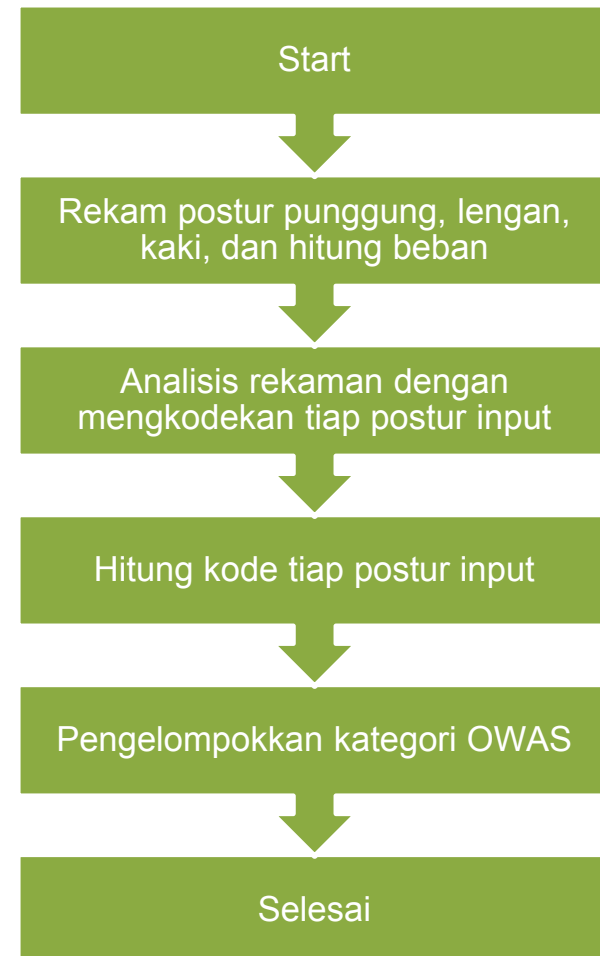 Start
Rekam postur punggung, lengan,
kaki, dan hitung beban
Analisis rekaman dengan
mengkodekan tiap postur input
Hitung kode tiap postur input
Pengelompokkan kategori OWAS
Selesai